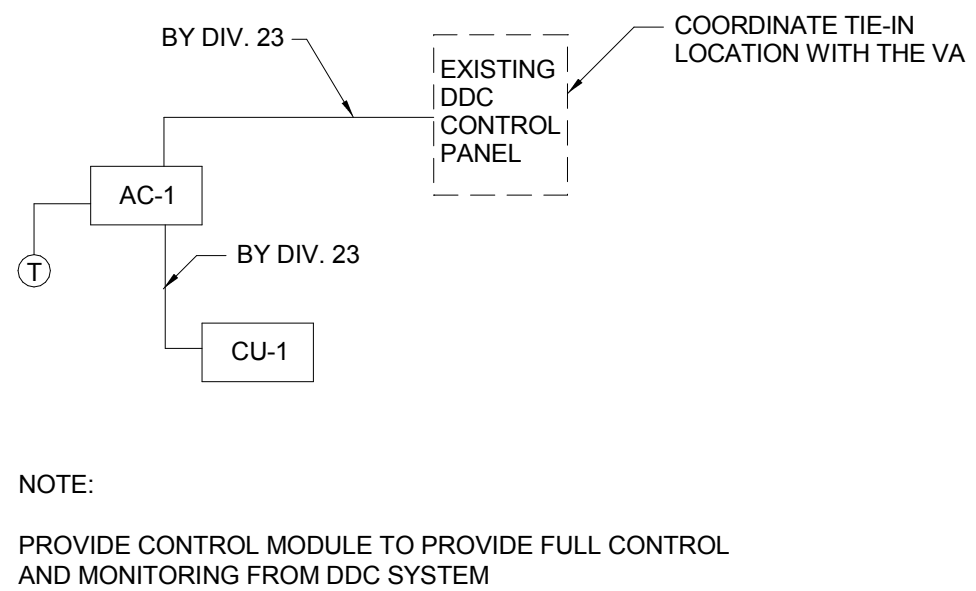 BY DIV. 23
COORDINATE TIE-IN
LOCATION WITH THE VA
EXISTING
DDC
CONTROL
PANEL
AC-1
T
BY DIV. 23
CU-1
NOTE:
PROVIDE CONTROL MODULE TO PROVIDE FULL CONTROL
AND MONITORING FROM DDC SYSTEM